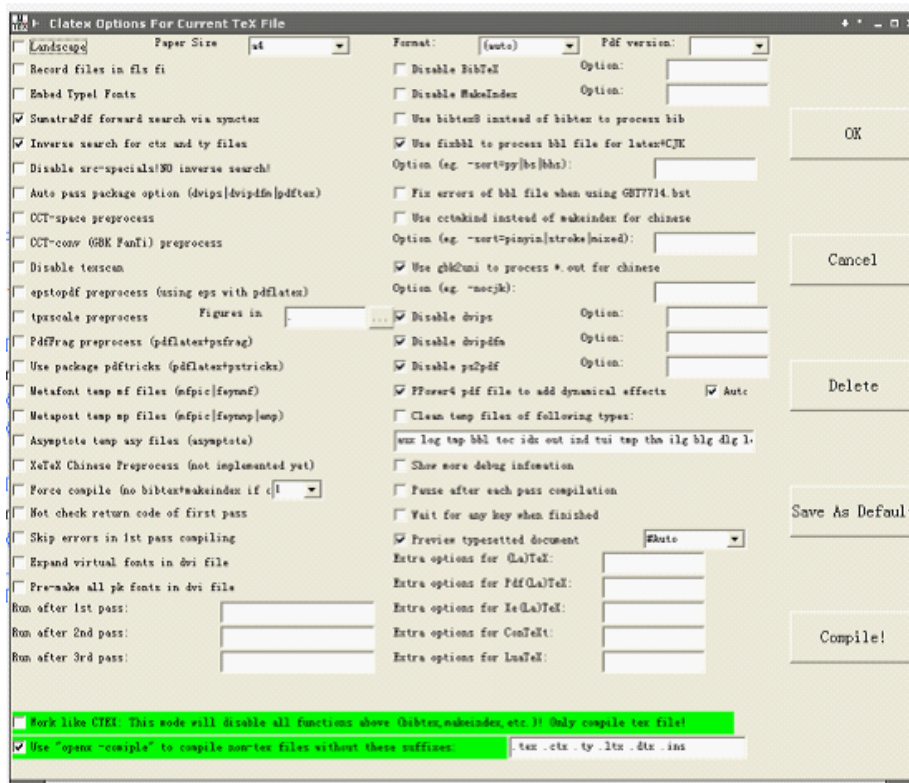 Clatex Options For Current TeX File
Landscape Paper Size a4 Format: (auto) Pdf version:
Record files in fls fi Disable BibTeX Option:
Embed Type1 Fonts Disable MakeIndex Option:
SumatraPdf forward search via synctex Use bibtex8 instead of bibtex to process bib
Inverse search for ctx and ty files Use fixbbl to process bbl file for latex+CJK
OK
Disable src-specials!NO inverse search! Option (eg. -sort=py|bs|bhs):
Auto pass package option (dvips|dvipdfm|pdftex) Fix errors of bbl file when using GBT7714.bst
CCT-space preprocess Use cctmkind instead of makeindex for chinese
CCT-conv (GBK FanTi) preprocess Option (eg. -sort=pinyin|stroke|mixed):
Disable texscan Use gbk2uni to process *.out for chinese
Cancel
epstopdf preprocess (using eps with pdflatex) Option (eg. -nocjk):
tpxscale preprocess Figures in . ... Disable dvips Option:
PdfFrag preprocess (pdflatex+psfrag) Disable dvipdfm Option:
Use package pdftricks (pdflatex+pstricks) Disable ps2pdf Option:
Metafont temp mf files (mfpic|feynmf) PPower4 pdf file to add dynamical effects Auto
Delete
Metapost temp mp files (mfpic|feynmp|emp) Clean temp files of following types:
Asymptote temp asy files (asymptote) aux log tmp bbl toc idx out ind tui tmp thm ilg blg dlg
XeTeX Chinese Preprocess (not implemented yet) Show more debug infomation
Force compile (no bibtex+makeindex if 1 Pause after each pass compilation
Not check return code of first pass Wait for any key when finished
Save As Defaul
Skip errors in 1st pass compiling Preview typesetted document #Auto
Expand virtual fonts in dvi file Extra options for (La)TeX:
Pre-make all pk fonts in dvi file Extra options for Pdf(La)TeX:
Run after 1st pass: Extra options for Xe(La)TeX:
Run after 2nd pass: Extra options for ConTeXt:
Compile!
Run after 3rd pass: Extra options for LuaTeX:
Work like CTEX: This mode will disable all functions above (bibtex,makeindex,etc.)! Only compile tex file!
Use "openx -comiple" to compile non-tex files without these suffixes: .tex .ctx .ty .ltx .dtx .ins